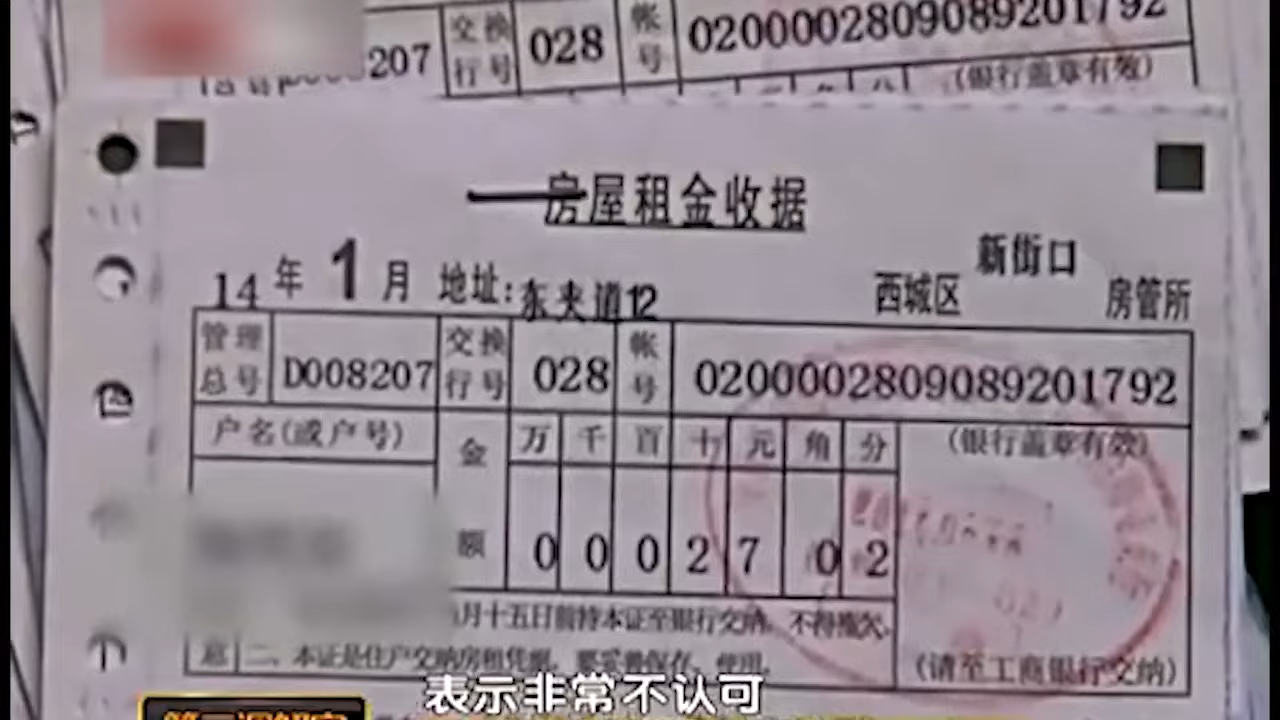 207 交换行号 028 帐号 0200002809089201792
(银行盖章有效)
房屋租金收据
14年1月 地址:东夹道12 西城区 新街口 房管所
管理总号 D008207 交换行号 028 帐号 0200002809089201792
户名(或户号) 金额 万 千 百 十 元 角 分 (银行盖章有效)
0 0 0 2 7 0 2
月十五日前持本证至银行交纳,不得拖欠.
二、本证是住户交纳房租凭据,要妥善保存、使用. (请至工商银行交纳)
表示非常不认可